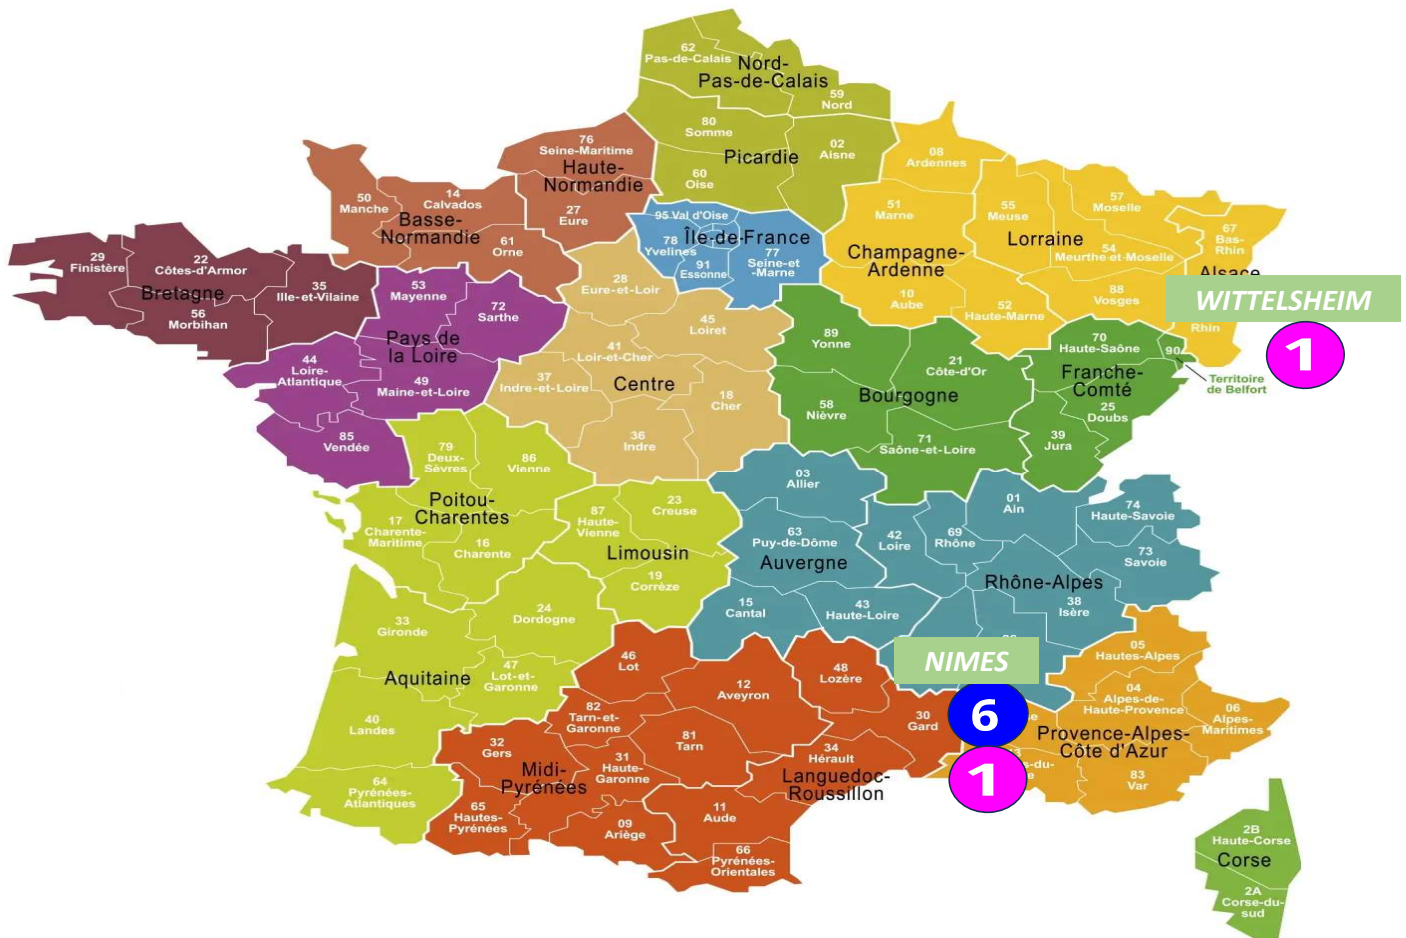 62
Pas-de-Calais
Nord-
Pas-de-Calais
59
Nord
80
Somme
02
Aisne
Picardie
60
Oise
76
Seine-Maritime
Haute-
Normandie
27
Eure
50
Manche
14
Calvados
Basse-
Normandie
61
Orne
95 Val d'Oise
Île-de-France
78
Yvelines
91
Essonne
77
Seine-et
-Marne
08
Ardennes
51
Marne
Champagne-
Ardenne
10
Aube
52
Haute-Marne
55
Meuse
57
Moselle
Lorraine
54
Meurthe-et-Moselle
88
Vosges
67
Bas-
Rhin
Alsace
WITTELSHEIM
Rhin
1
29
Finistère
22
Côtes-d'Armor
Bretagne
35
Ille-et-Vilaine
56
Morbihan
53
Mayenne
72
Sarthe
Pays de
la Loire
44
Loire-
Atlantique
49
Maine-et-Loire
85
Vendée
28
Eure-et-Loir
45
Loiret
41
Loir-et-Cher
37
Indre-et-Loire
Centre
18
Cher
36
Indre
89
Yonne
21
Côte-d'Or
Bourgogne
58
Nièvre
71
Saône-et-Loire
70
Haute-Saône
90
Territoire
de Belfort
Franche-
Comté
25
Doubs
39
Jura
79
Deux-
Sèvres
86
Vienne
Poitou-
Charentes
17
Charente-
Maritime
16
Charente
87
Haute-
Vienne
23
Creuse
Limousin
19
Corrèze
03
Allier
63
Puy-de-Dôme
Auvergne
15
Cantal
43
Haute-Loire
42
Loire
69
Rhône
01
Ain
74
Haute-Savoie
73
Savoie
Rhône-Alpes
38
Isère
33
Gironde
24
Dordogne
Aquitaine
47
Lot-et-
Garonne
40
Landes
64
Pyrénées-
Atlantiques
46
Lot
12
Aveyron
82
Tarn-et-
Garonne
32
Gers
81
Tarn
31
Haute-
Garonne
Midi-
Pyrénées
65
Hautes-
Pyrénées
09
Ariège
48
Lozère
30
Gard
34
Hérault
Languedoc-
Roussillon
11
Aude
66
Pyrénées-
Orientales
NIMES
6
1
05
Hautes-Alpes
04
Alpes-de-
Haute-Provence
06
Alpes-
Maritimes
Provence-Alpes-
Côte d'Azur
83
Var
2B
Haute-Corse
Corse
2A
Corse-du-
sud